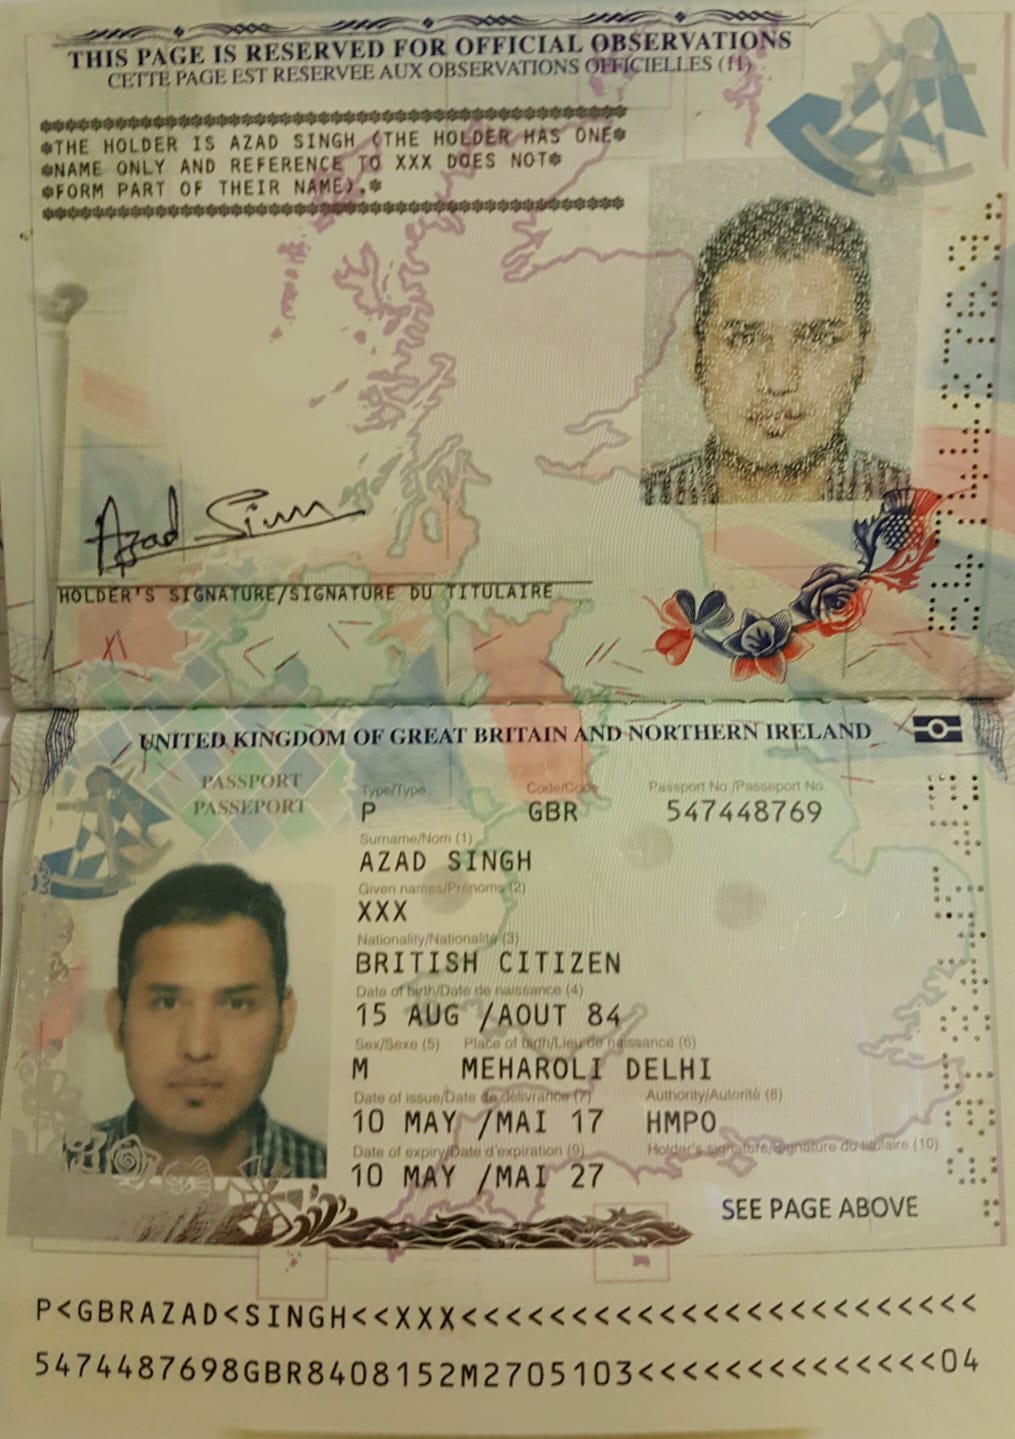 THIS PAGE IS RESERVED FOR OFFICIAL OBSERVATIONS
CETTE PAGE EST RESERVEE AUX OBSERVATIONS OFFICIELLES (11)
*THE HOLDER IS AZAD SINGH (THE HOLDER HAS ONE*
*NAME ONLY AND REFERENCE TO XXX DOES NOT*
*FORM PART OF THEIR NAME).*
Azad
HOLDER'S SIGNATURE/SIGNATURE DU TITULAIRE
UNITED KINGDOM OF GREAT BRITAIN AND NORTHERN IRELAND
PASSPORT
PASSEPORT
Type/Type Code/Code Passport No./Passeport No.
P GBR 547448769
Surname/Nom (1)
AZAD SINGH
Given names/Prénoms (2)
XXX
Nationality/Nationalité (3)
BRITISH CITIZEN
Date of birth/Date de naissance (4)
15 AUG /AOUT 84
Sex/Sexe (5) Place of birth/Lieu de naissance (6)
M MEHAROLI DELHI
Date of issue/Date de délivrance (7) Authority/Autorité (8)
10 MAY /MAI 17 HMPO
Date of expiry/Date d'expiration (9) Holder's signature/Signature du titulaire (10)
10 MAY /MAI 27
SEE PAGE ABOVE
P<GBRAZAD<SINGH<<XXX<<<<<<<<<<<<<<<<<<<<<<<<
5474487698GBR8408152M2705103<<<<<<<<<<<<<<04